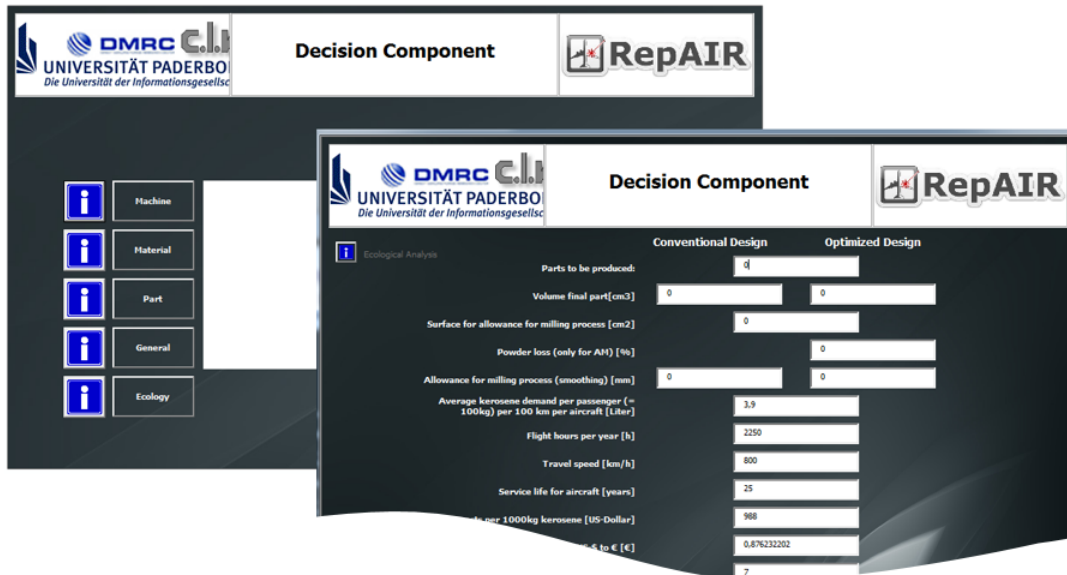 DMRC C.I.
UNIVERSITÄT PADERBO
Die Universität der Informationsgesellsc
Decision Component
RepAIR
Machine
Material
Part
General
Ecology
DMRC C.I.
UNIVERSITÄT PADERBO
Die Universität der Informationsgesellsc
Decision Component
RepAIR
Ecological Analysis
Conventional Design Optimized Design
Parts to be produced: 0
Volume final part[cm3] 0 0
Surface for allowance for milling process [cm2] 0
Powder loss (only for AM) [%] 0
Allowance for milling process (smoothing) [mm] 0 0
Average kerosene demand per passenger (=
100kg) per 100 km per aircraft [Liter] 3,9
Flight hours per year [h] 2250
Travel speed [km/h] 800
Service life for aircraft [years] 25
per 1000kg kerosene [US-Dollar] 988
$ to € [€] 0,876232202
7